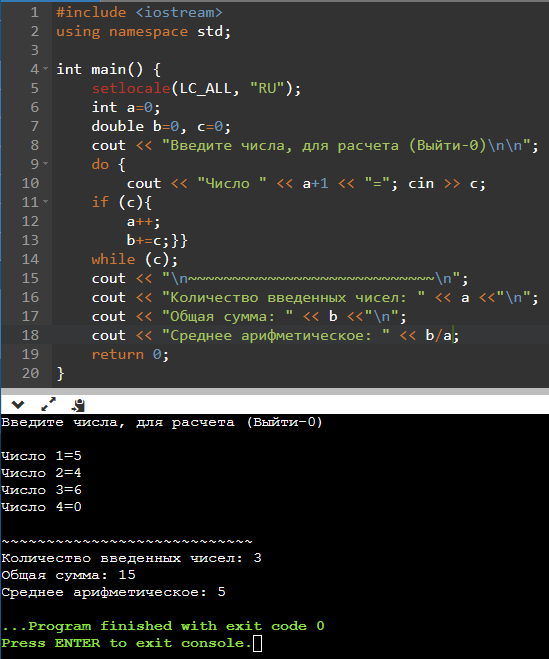 1 #include <iostream>
2 using namespace std;
3
4 int main() {
5 setlocale(LC_ALL, "RU");
6 int a=0;
7 double b=0, c=0;
8 cout << "Введите числа, для расчета (Выйти-0)\n\n";
9 do {
10 cout << "Число " << a+1 << "="; cin >> c;
11 if (c){
12 a++;
13 b+=c;}}
14 while (c);
15 cout << "\n~~~~~~~~~~~~~~~~~~~~~~~~~~~~\n";
16 cout << "Количество введенных чисел: " << a <<"\n";
17 cout << "Общая сумма: " << b <<"\n";
18 cout << "Среднее арифметическое: " << b/a;
19 return 0;
20 }
Введите числа, для расчета (Выйти-0)
Число 1=5
Число 2=4
Число 3=6
Число 4=0
~~~~~~~~~~~~~~~~~~~~~~~~~~~~
Количество введенных чисел: 3
Общая сумма: 15
Среднее арифметическое: 5
...Program finished with exit code 0
Press ENTER to exit console.